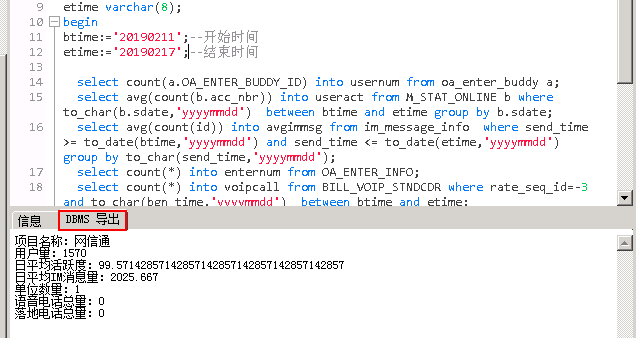 9 etime varchar(8);
10 begin
11 btime:='20190211';--开始时间
12 etime:='20190217';--结束时间
13
14 select count(a.OA_ENTER_BUDDY_ID) into usernum from oa_enter_buddy a;
15 select avg(count(b.acc_nbr)) into useract from M_STAT_ONLINE b where
to_char(b.sdate,'yyyymmdd') between btime and etime group by b.sdate;
16 select avg(count(id)) into avgimmsg from im_message_info where send_time
>= to_date(btime,'yyyymmdd') and send_time <= to_date(etime,'yyyymmdd')
group by to_char(send_time,'yyyymmdd');
17 select count(*) into enternum from OA_ENTER_INFO;
18 select count(*) into voipcall from BILL_VOIP_STNDCDR where rate_seq_id=-3
and to_char(bgn_time,'yyyymmdd') between btime and etime;
信息 DBMS 导出
项目名称：网信通
用户量：1570
日平均活跃度：99.5714285714285714285714285714285714285​7
日平均IM消息量：2025.667
单位数量：1
语音电话总量：0
落地电话总量：0